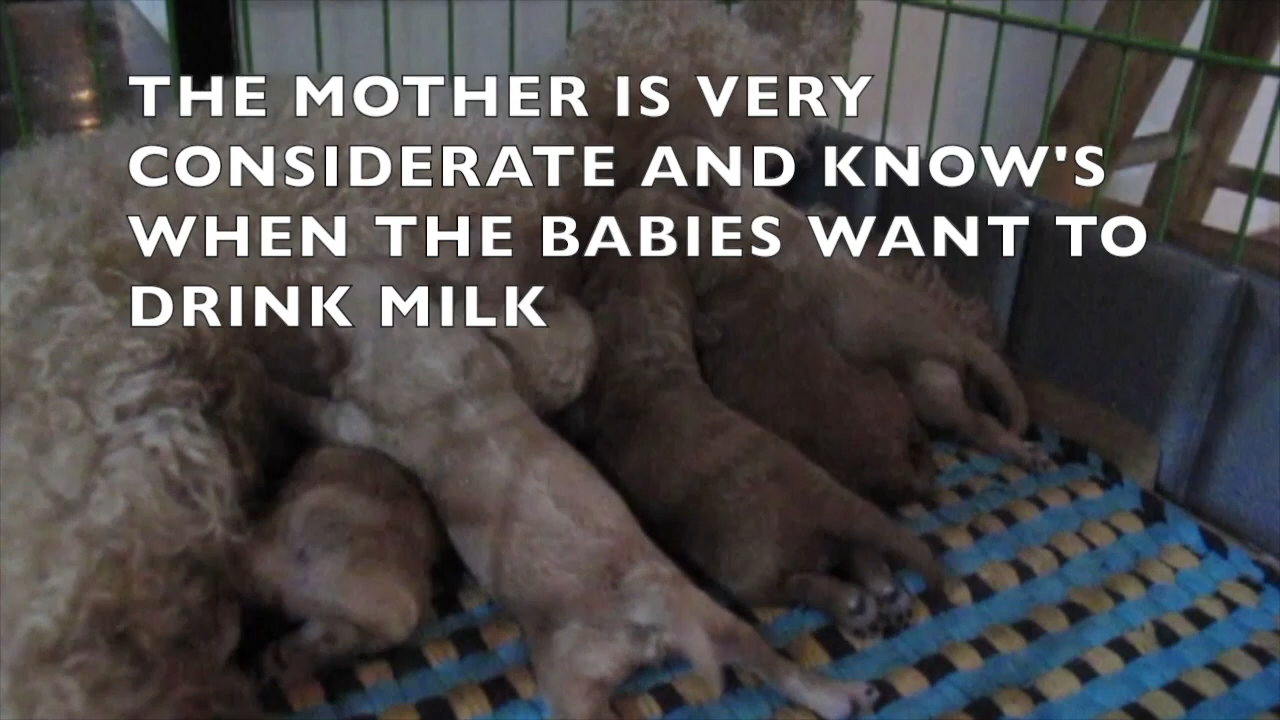 THE MOTHER IS VERY
CONSIDERATE AND KNOW'S
WHEN THE BABIES WANT TO
DRINK MILK